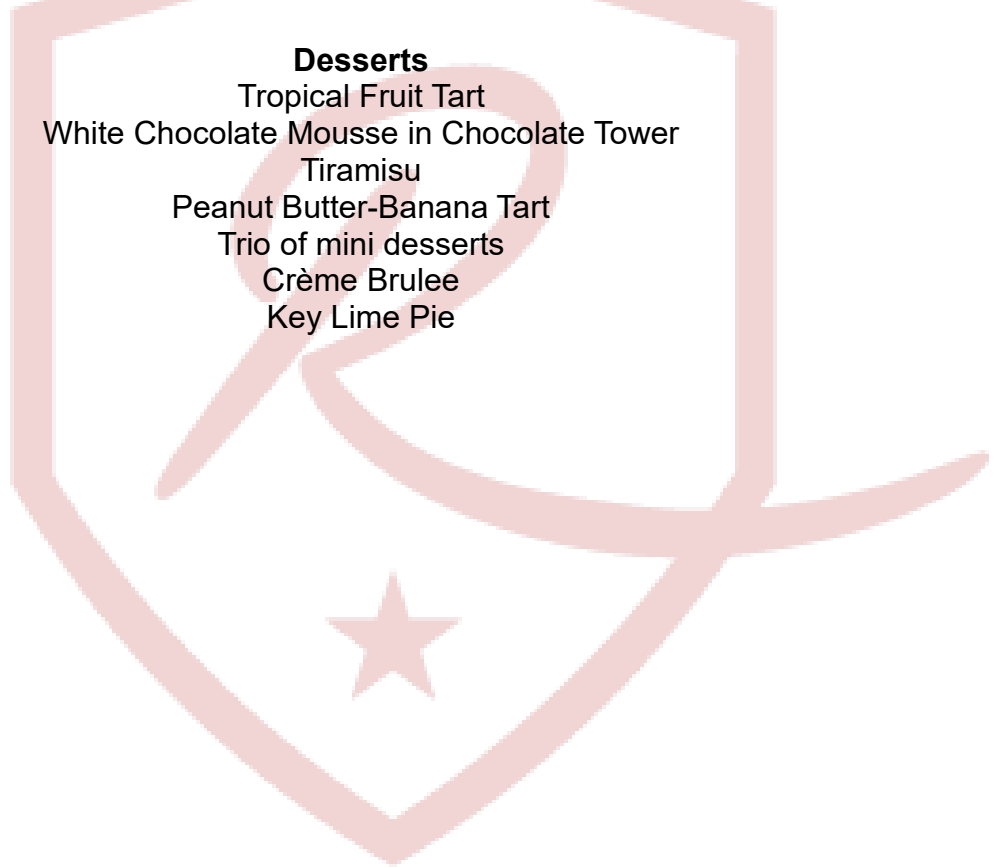 Desserts
Tropical Fruit Tart
White Chocolate Mousse in Chocolate Tower
Tiramisu
Peanut Butter-Banana Tart
Trio of mini desserts
Crème Brulee
Key Lime Pie